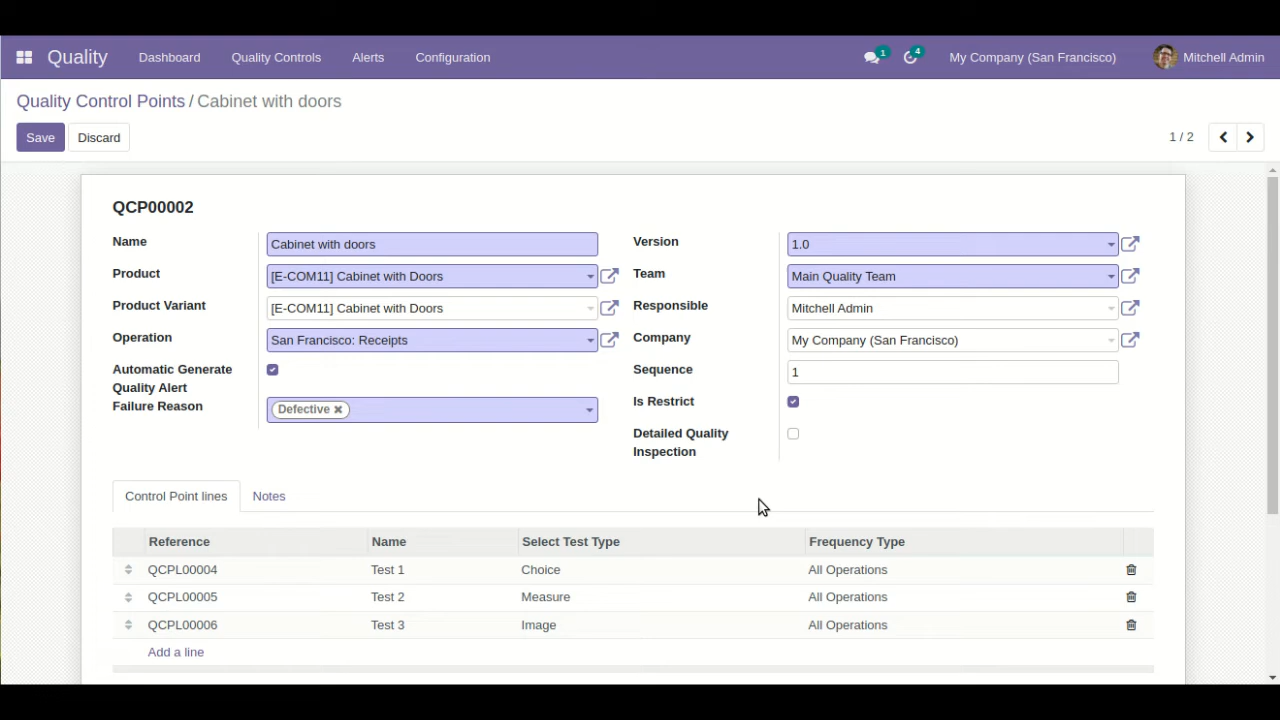 Quality Dashboard Quality Controls Alerts Configuration 1 4 My Company (San Francisco) Mitchell Admin
Quality Control Points / Cabinet with doors
Save Discard 1 / 2
QCP00002
Name Cabinet with doors Version 1.0
Product [E-COM11] Cabinet with Doors Team Main Quality Team
Product Variant [E-COM11] Cabinet with Doors Responsible Mitchell Admin
Operation San Francisco: Receipts Company My Company (San Francisco)
Automatic Generate Sequence 1
Quality Alert
Failure Reason Defective Is Restrict
Detailed Quality
Inspection
Control Point lines Notes
Reference Name Select Test Type Frequency Type
QCPL00004 Test 1 Choice All Operations
QCPL00005 Test 2 Measure All Operations
QCPL00006 Test 3 Image All Operations
Add a line